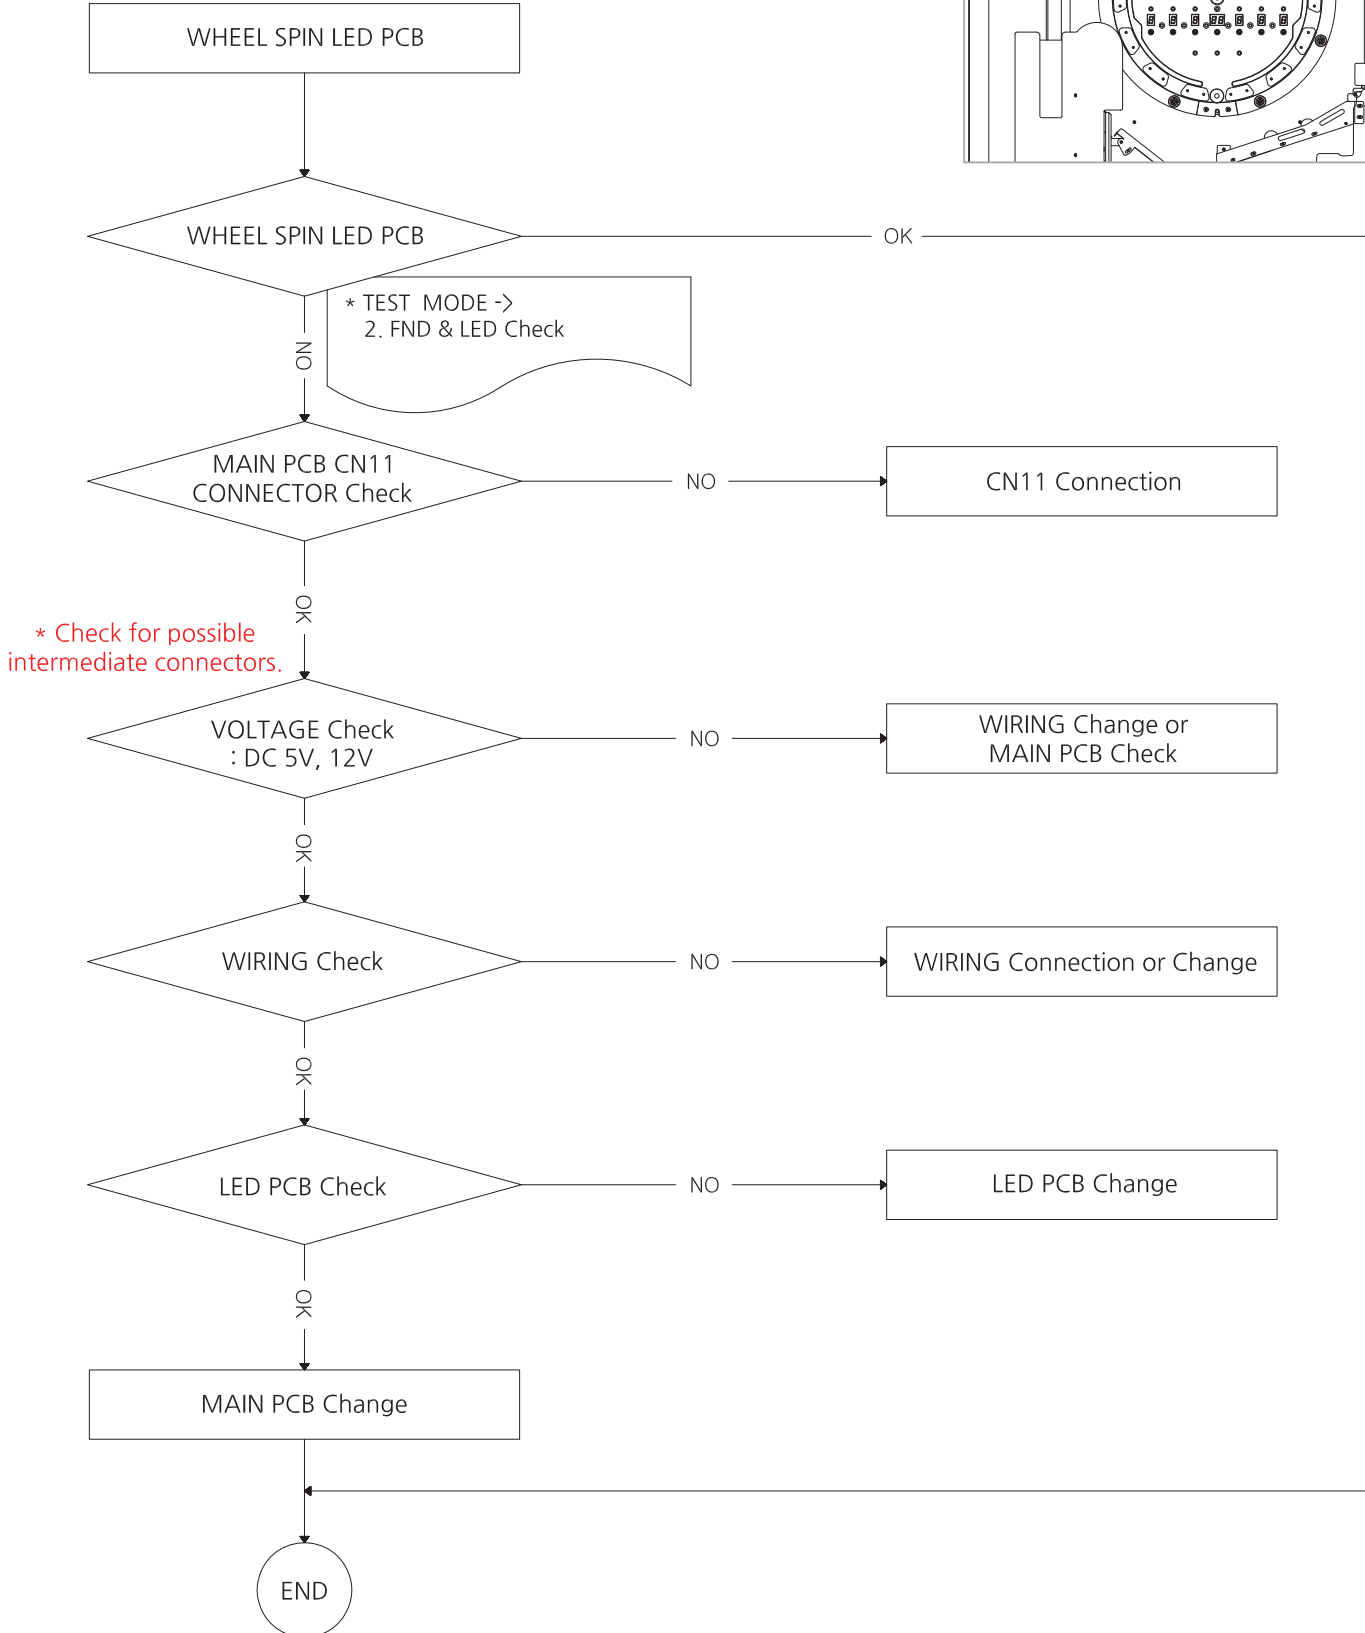 WHEEL SPIN LED PCB
WHEEL SPIN LED PCB
OK
* TEST MODE ->
2. FND & LED Check
NO
MAIN PCB CN11
CONNECTOR Check
NO
CN11 Connection
OK
* Check for possible
intermediate connectors.
VOLTAGE Check
: DC 5V, 12V
NO
WIRING Change or
MAIN PCB Check
OK
WIRING Check
NO
WIRING Connection or Change
OK
LED PCB Check
NO
LED PCB Change
OK
MAIN PCB Change
END